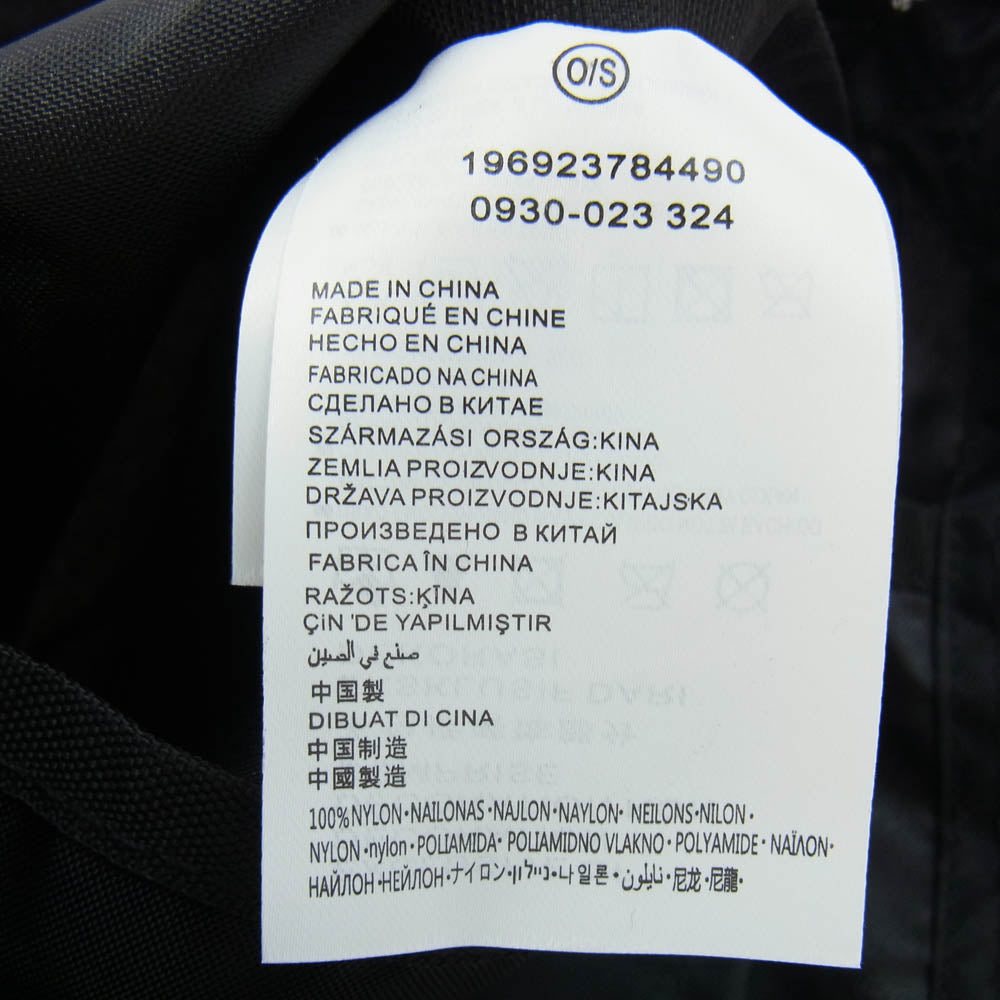 O/S
196923784490
0930-023 324
MADE IN CHINA
FABRIQUÉ EN CHINE
HECHO EN CHINA
FABRICADO NA CHINA
СДЕЛАНО В КИТАЕ
SZÁRMAZÁSI ORSZÁG:KINA
ZEMLIA PROIZVODNJE:KINA
DRŽAVA PROIZVODNJE:KITAJSKA
ПРОИЗВЕДЕНО В КИТАЙ
FABRICA ÎN CHINA
RAŽOTS:ĶĪNA
ÇiN 'DE YAPILMIŞTIR
صنع في الصين
中国製
DIBUAT DI CINA
中国制造
中國製造
100%NYLON·NAILONAS·NAJLON·NAYLON· NEILONS·NILON·
NYLON·nylon·POLIAMIDA· POLIAMIDNO VLAKNO·POLYAMIDE·ΝΑΪΛΟΝ·
НАЙЛОН·НЕЙЛОН·ナイロン·ניילון·나일론·نايلون·尼龙·尼龍·